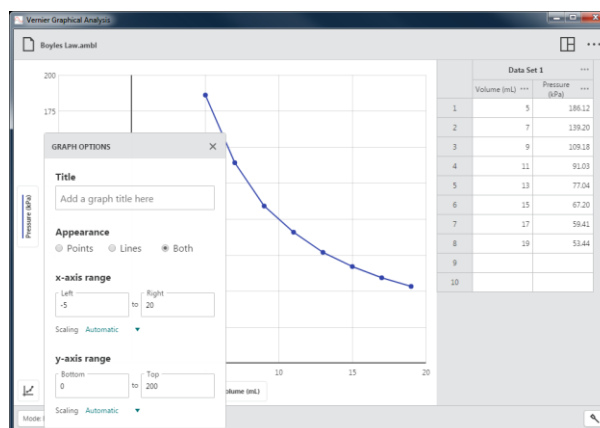 Vernier Graphical Analysis
Boyles Law.ambl
200
175
Pressure (kPa)
GRAPH OPTIONS
Title
Add a graph title here
Appearance
Points Lines Both
x-axis range
Left Right
-5 to 20
Scaling Automatic
y-axis range
Bottom Top
0 to 200
Scaling Automatic
10 15 20
(mL)
Mode:
Data Set 1
Volume (mL) Pressure (kPa)
1 5 186.12
2 7 139.20
3 9 109.18
4 11 91.03
5 13 77.04
6 15 67.20
7 17 59.41
8 19 53.44
9
10